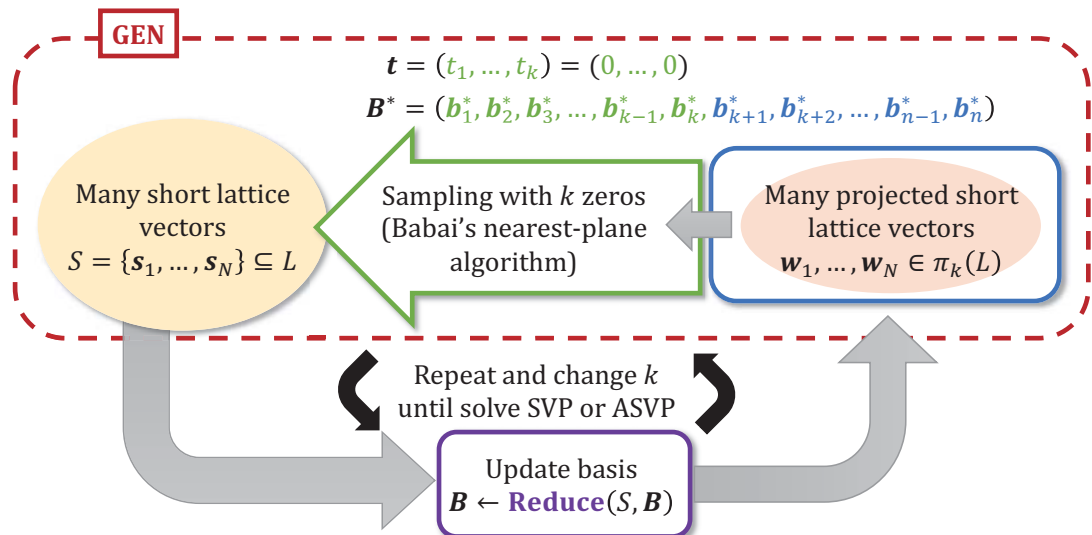 GEN
𝒕 = (t₁, … , tₖ) = (0, … , 0)
𝑩* = (𝒃₁*, 𝒃₂*, 𝒃₃*, … , 𝒃ₖ₋₁*, 𝒃ₖ*, 𝒃ₖ₊₁*, 𝒃ₖ₊₂*, … , 𝒃ₙ₋₁*, 𝒃ₙ*)
Many short lattice
vectors
S = {𝒔₁, … , 𝒔_N} ⊆ L
Sampling with k zeros
(Babai’s nearest-plane
algorithm)
Many projected short
lattice vectors
𝒘₁, … , 𝒘_N ∈ πₖ(L)
Repeat and change k
until solve SVP or ASVP
Update basis
𝑩 ← Reduce(S, 𝑩)